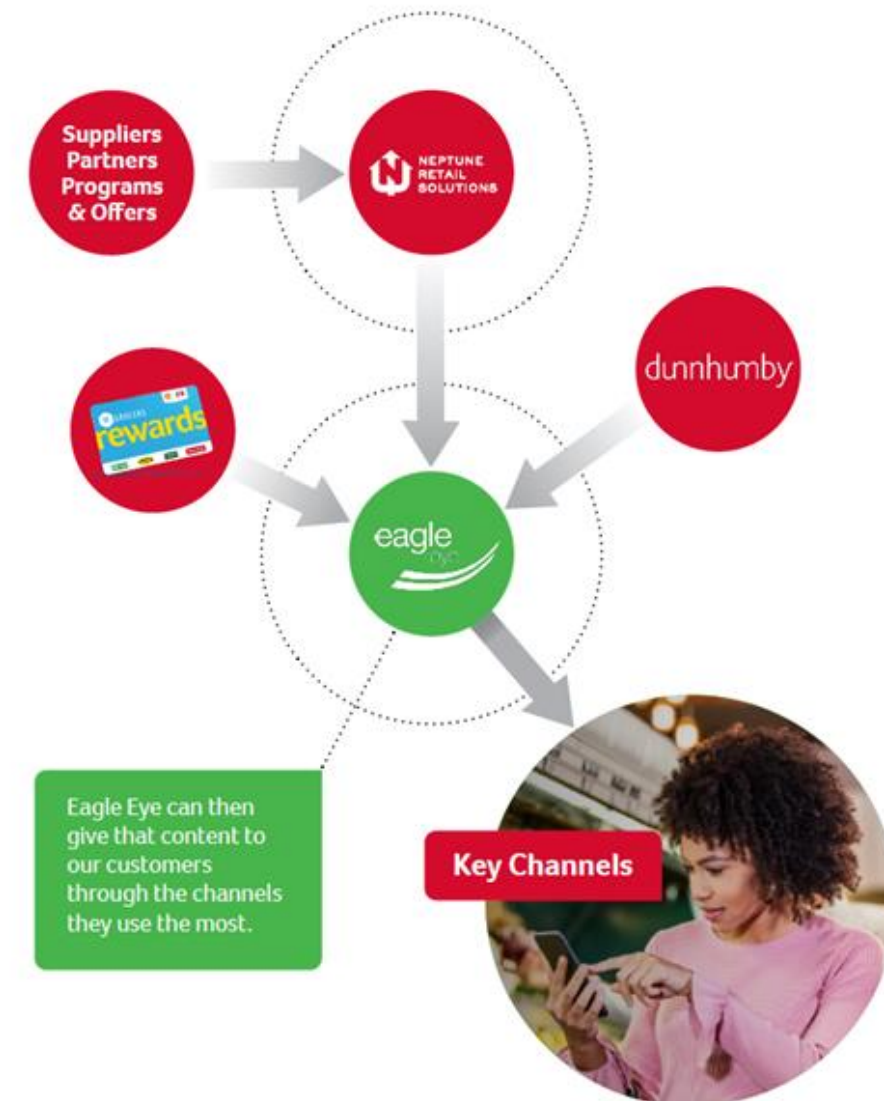 Suppliers
Partners
Programs
& Offers
NEPTUNE
RETAIL
SOLUTIONS
dunnhumby
rewards
eagle
eye
Eagle Eye can then
give that content to
our customers
through the channels
they use the most.
Key Channels